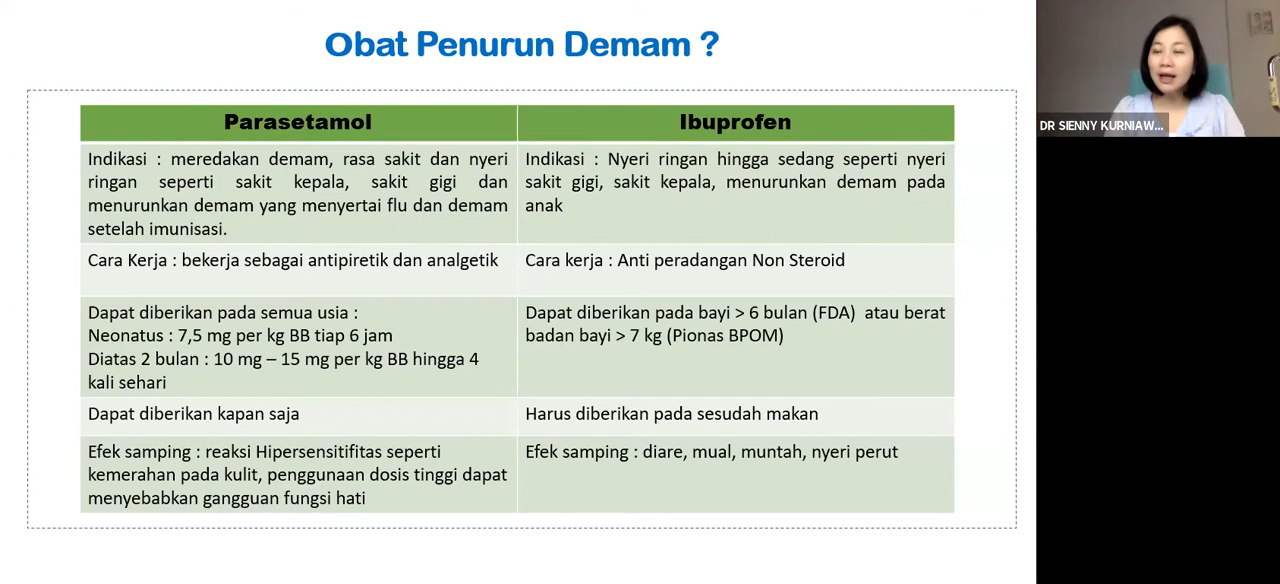 Obat Penurun Demam ?
Parasetamol
Ibuprofen
Indikasi : meredakan demam, rasa sakit dan nyeri
ringan seperti sakit kepala, sakit gigi dan
menurunkan demam yang menyertai flu dan demam
setelah imunisasi.
Indikasi : Nyeri ringan hingga sedang seperti nyeri
sakit gigi, sakit kepala, menurunkan demam pada
anak
Cara Kerja : bekerja sebagai antipiretik dan analgetik
Cara kerja : Anti peradangan Non Steroid
Dapat diberikan pada semua usia :
Neonatus : 7,5 mg per kg BB tiap 6 jam
Diatas 2 bulan : 10 mg – 15 mg per kg BB hingga 4
kali sehari
Dapat diberikan pada bayi > 6 bulan (FDA) atau berat
badan bayi > 7 kg (Pionas BPOM)
Dapat diberikan kapan saja
Harus diberikan pada sesudah makan
Efek samping : reaksi Hipersensitifitas seperti
kemerahan pada kulit, penggunaan dosis tinggi dapat
menyebabkan gangguan fungsi hati
Efek samping : diare, mual, muntah, nyeri perut
DR SIENNY KURNIAW...